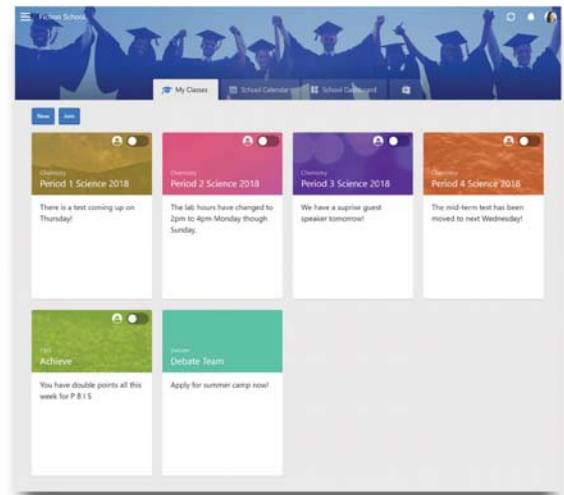 Fiction School
My Classes
School Calendar
School Dashboard
New
Join
Chemistry
Period 1 Science 2018
There is a test coming up on
Thursday!
Chemistry
Period 2 Science 2018
The lab hours have changed to
2pm to 4pm Monday though
Sunday.
Chemistry
Period 3 Science 2018
We have a suprise guest
speaker tomorrow!
Chemistry
Period 4 Science 2018
The mid-term test has been
moved to next Wednesday!
Achieve
You have double points all this
week for P B I S
Debate
Debate Team
Apply for summer camp now!